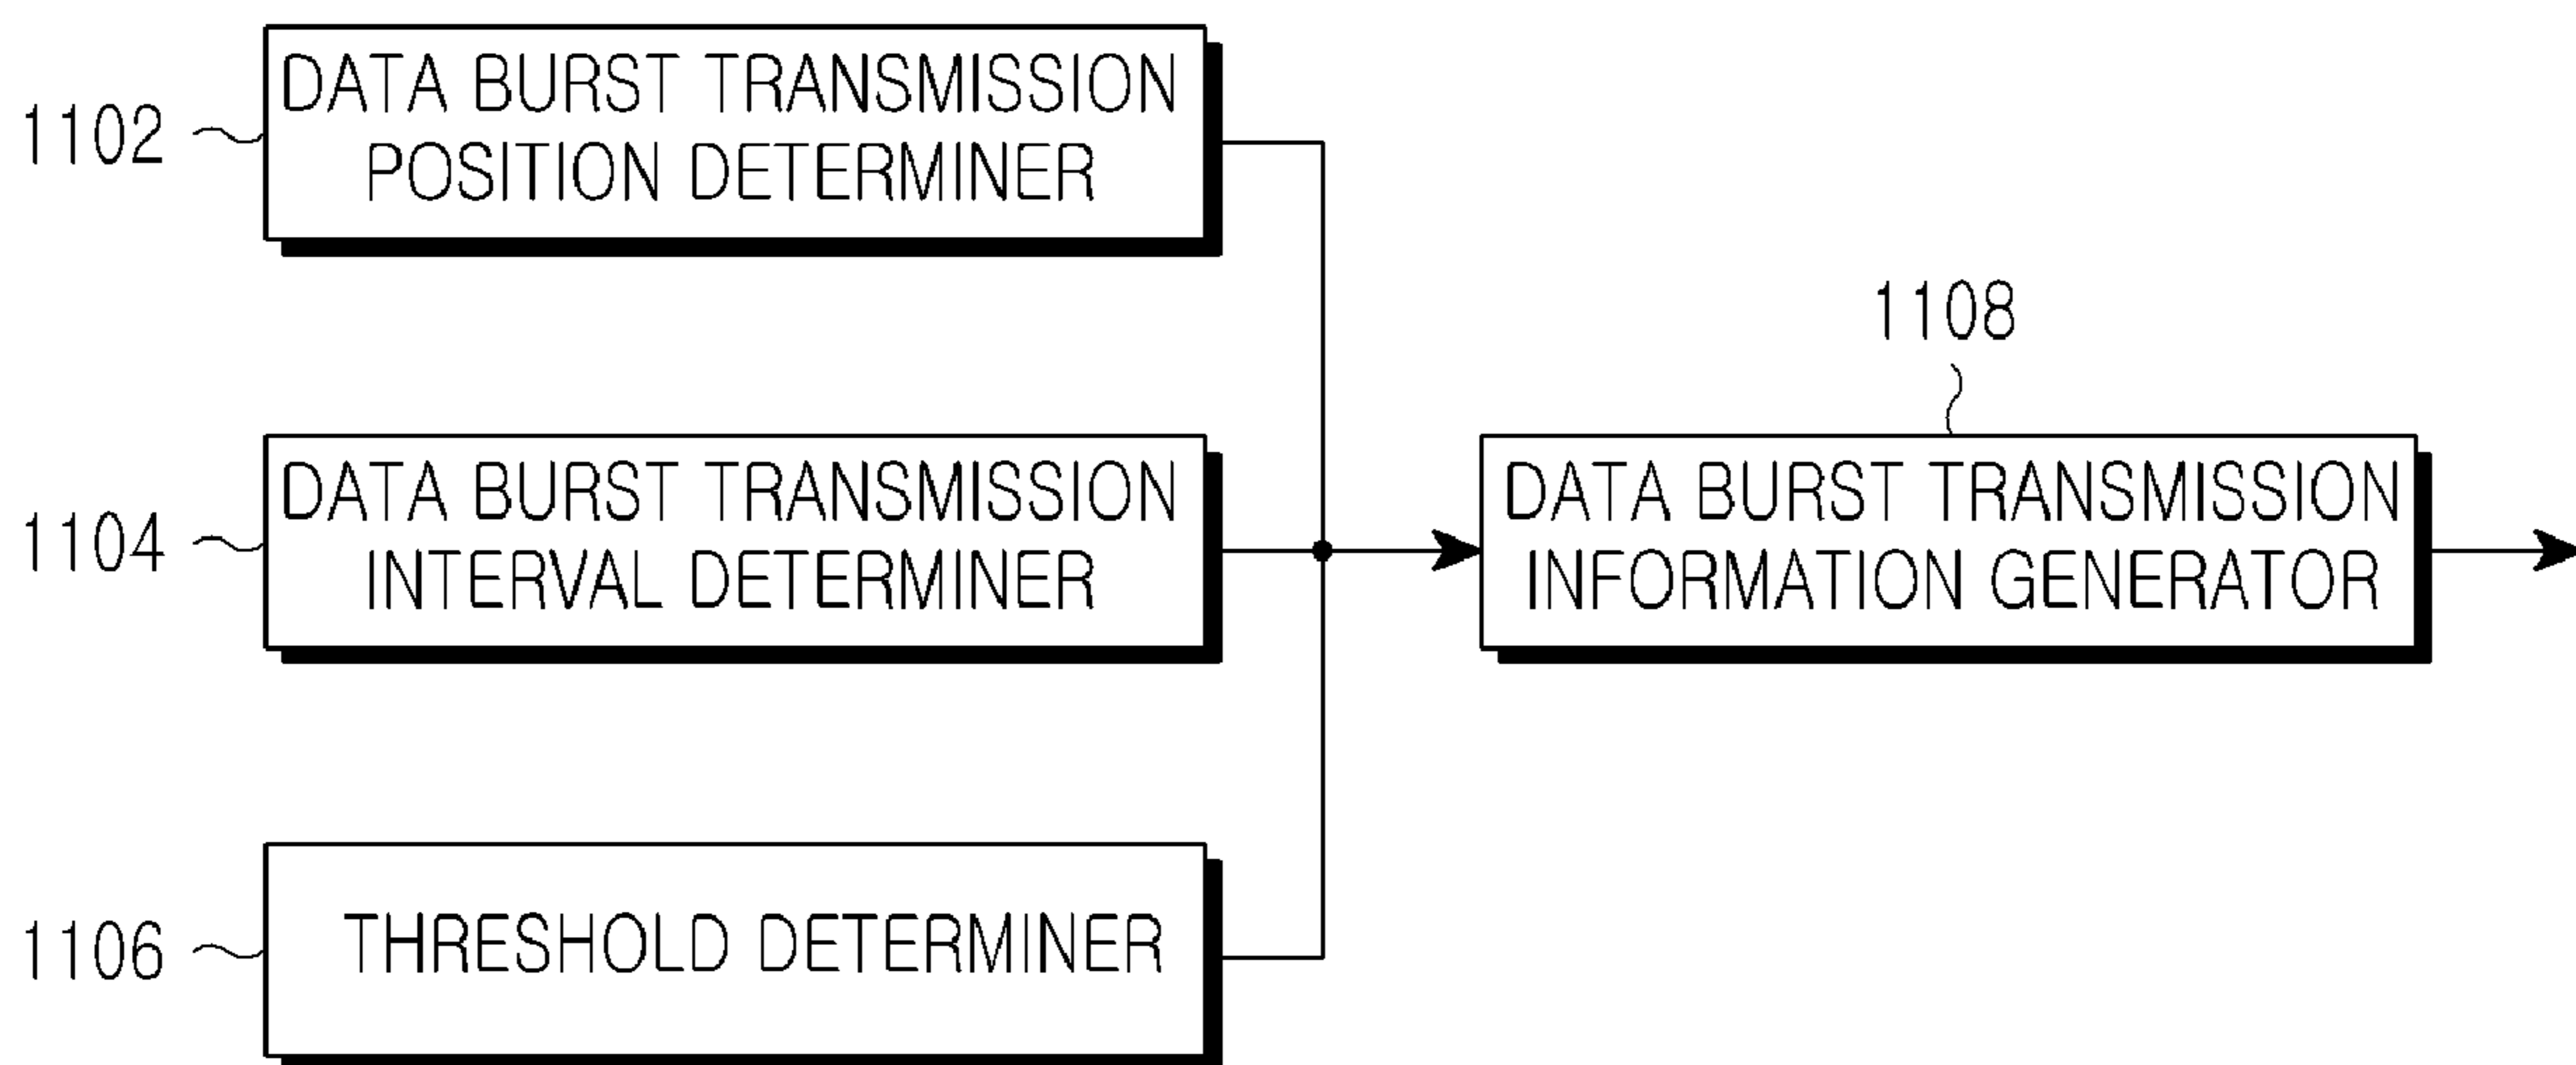 1102
DATA BURST TRANSMISSION
POSITION DETERMINER
1104
DATA BURST TRANSMISSION
INTERVAL DETERMINER
1106
THRESHOLD DETERMINER
1108
DATA BURST TRANSMISSION
INFORMATION GENERATOR